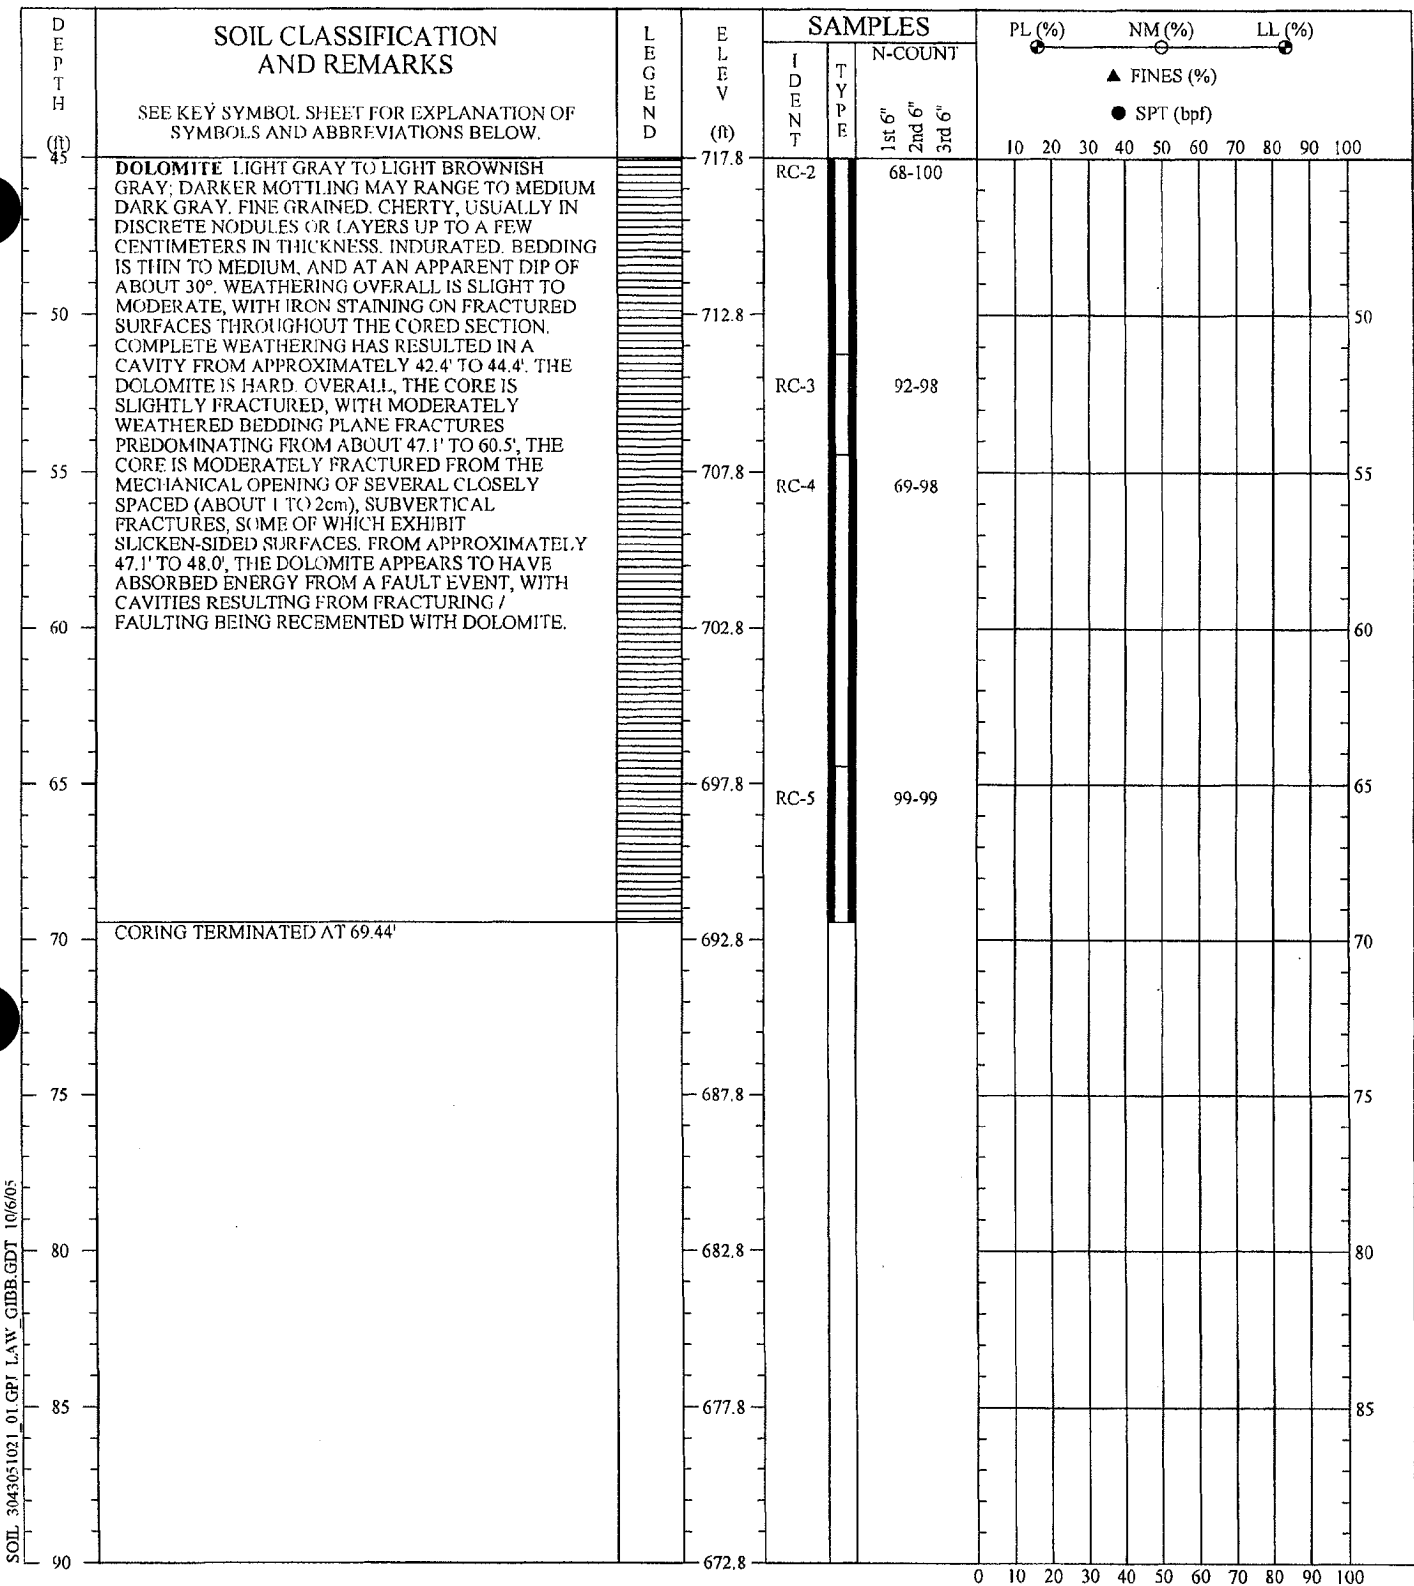 DEPTH (ft)
SOIL CLASSIFICATION
AND REMARKS
SEE KEY SYMBOL SHEET FOR EXPLANATION OF
SYMBOLS AND ABBREVIATIONS BELOW.
LEGEND
ELEV (ft)
SAMPLES
IDENT
TYPE
N-COUNT
1st 6"
2nd 6"
3rd 6"
PL (%) NM (%) LL (%)
▲ FINES (%)
● SPT (bpf)
10 20 30 40 50 60 70 80 90 100
45
717.8
DOLOMITE LIGHT GRAY TO LIGHT BROWNISH
GRAY; DARKER MOTTLING MAY RANGE TO MEDIUM
DARK GRAY. FINE GRAINED. CHERTY, USUALLY IN
DISCRETE NODULES OR LAYERS UP TO A FEW
CENTIMETERS IN THICKNESS. INDURATED. BEDDING
IS THIN TO MEDIUM, AND AT AN APPARENT DIP OF
ABOUT 30°. WEATHERING OVERALL IS SLIGHT TO
MODERATE, WITH IRON STAINING ON FRACTURED
SURFACES THROUGHOUT THE CORED SECTION.
COMPLETE WEATHERING HAS RESULTED IN A
CAVITY FROM APPROXIMATELY 42.4' TO 44.4'. THE
DOLOMITE IS HARD. OVERALL, THE CORE IS
SLIGHTLY FRACTURED, WITH MODERATELY
WEATHERED BEDDING PLANE FRACTURES
PREDOMINATING FROM ABOUT 47.1' TO 60.5', THE
CORE IS MODERATELY FRACTURED FROM THE
MECHANICAL OPENING OF SEVERAL CLOSELY
SPACED (ABOUT 1 TO 2cm), SUBVERTICAL
FRACTURES, SOME OF WHICH EXHIBIT
SLICKEN-SIDED SURFACES. FROM APPROXIMATELY
47.1' TO 48.0', THE DOLOMITE APPEARS TO HAVE
ABSORBED ENERGY FROM A FAULT EVENT, WITH
CAVITIES RESULTING FROM FRACTURING /
FAULTING BEING RECEMENTED WITH DOLOMITE.
RC-2 68-100
50 712.8 50
RC-3 92-98
55 707.8 55
RC-4 69-98
60 702.8 60
65 697.8 65
RC-5 99-99
CORING TERMINATED AT 69.44'
70 692.8 70
75 687.8 75
80 682.8 80
85 677.8 85
90 672.8
0 10 20 30 40 50 60 70 80 90 100
SOIL 3043051021_01.GPJ LAW_GIBB.GDT 10/6/05